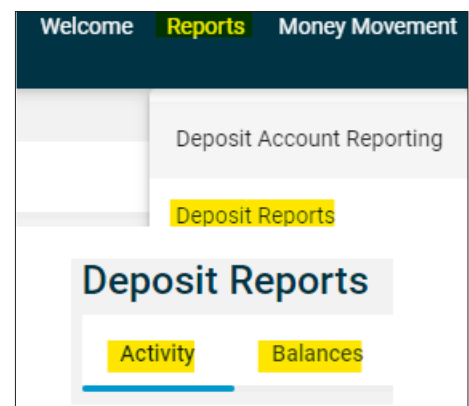 Welcome Reports Money Movement
Deposit Account Reporting
Deposit Reports
Deposit Reports
Activity Balances